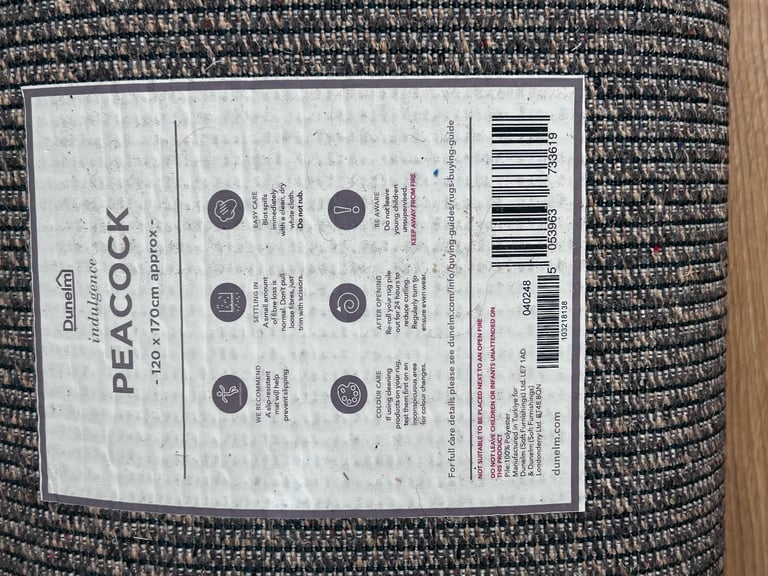 Dunelm
indulgence
PEACOCK
- 120 x 170cm approx -
WE RECOMMEND
A slip-resistant
mat will help
prevent slipping.
SETTLING IN
A small amount
of fibre loss is
normal. Don't pull
loose fibres, just
trim with scissors.
EASY CARE
Blot spills
immediately
with a clean, dry
white cloth.
Do not rub.
COLOUR CARE
If using cleaning
products on your rug,
test them first on an
inconspicuous area
for colour changes.
AFTER OPENING
Re-roll your rug pile
out for 24 hours to
reduce curling.
Regularly turn to
ensure even wear.
BE AWARE
Do not leave
young children
unsupervised.
KEEP AWAY FROM FIRE
For full care details please see dunelm.com/info/buying-guides/rugs-buying-guide
NOT SUITABLE TO BE PLACED NEXT TO AN OPEN FIRE
DO NOT LEAVE CHILDREN OR INFANTS UNATTENDED ON
THIS PRODUCT
Pile:100% Polyester
Manufactured in Türkiye for
Dunelm (Soft Furnishings) Ltd. LE7 1AD.
& Dunelm (Soft Furnishings)
Londonderry Ltd. BT48 8QN
dunelm.com
040248
103218138
5 053963 733619